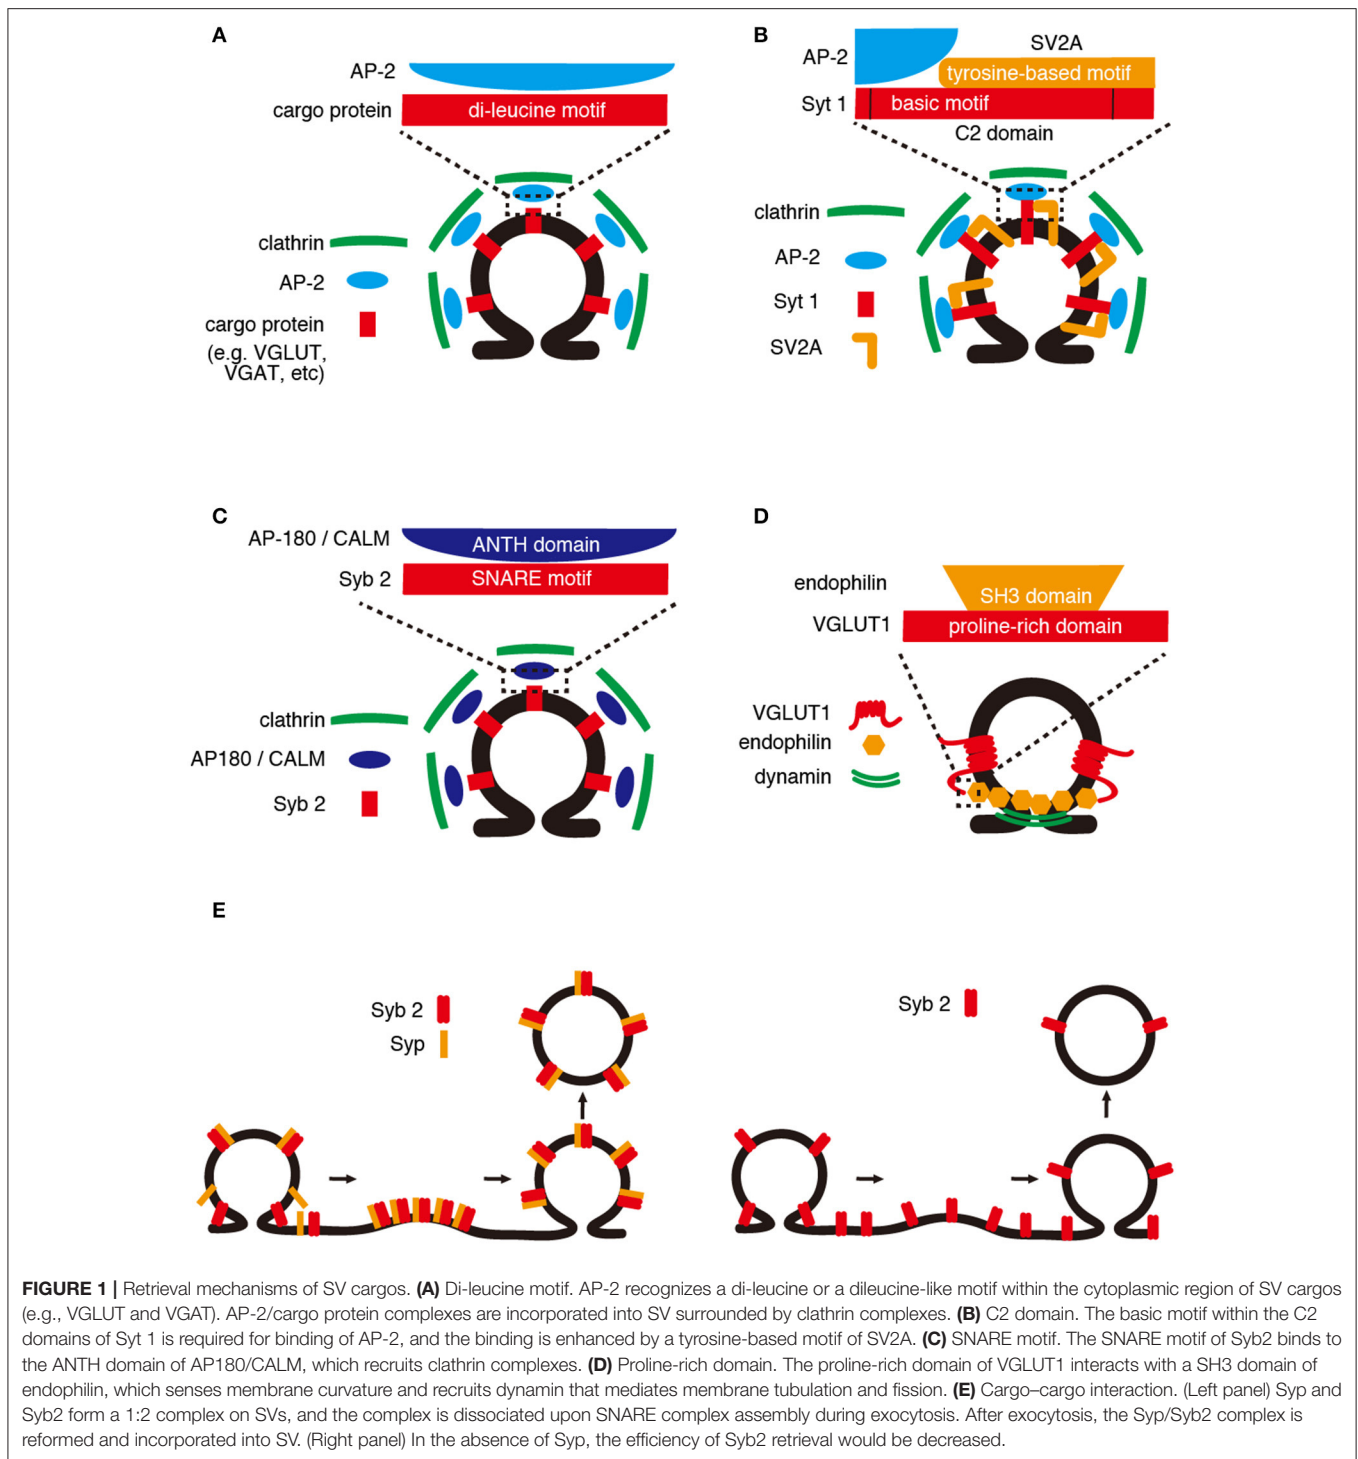 A
AP-2
cargo protein
di-leucine motif
clathrin
AP-2
cargo protein
(e.g. VGLUT,
VGAT, etc)
B
SV2A
AP-2
tyrosine-based motif
Syt 1
basic motif
C2 domain
clathrin
AP-2
Syt 1
SV2A
C
AP-180 / CALM
ANTH domain
Syb 2
SNARE motif
clathrin
AP180 / CALM
Syb 2
D
endophilin
SH3 domain
VGLUT1
proline-rich domain
VGLUT1
endophilin
dynamin
E
Syb 2
Syp
Syb 2
FIGURE 1 | Retrieval mechanisms of SV cargos. (A) Di-leucine motif. AP-2 recognizes a di-leucine or a dileucine-like motif within the cytoplasmic region of SV cargos
(e.g., VGLUT and VGAT). AP-2/cargo protein complexes are incorporated into SV surrounded by clathrin complexes. (B) C2 domain. The basic motif within the C2
domains of Syt 1 is required for binding of AP-2, and the binding is enhanced by a tyrosine-based motif of SV2A. (C) SNARE motif. The SNARE motif of Syb2 binds to
the ANTH domain of AP180/CALM, which recruits clathrin complexes. (D) Proline-rich domain. The proline-rich domain of VGLUT1 interacts with a SH3 domain of
endophilin, which senses membrane curvature and recruits dynamin that mediates membrane tubulation and fission. (E) Cargo–cargo interaction. (Left panel) Syp and
Syb2 form a 1:2 complex on SVs, and the complex is dissociated upon SNARE complex assembly during exocytosis. After exocytosis, the Syp/Syb2 complex is
reformed and incorporated into SV. (Right panel) In the absence of Syp, the efficiency of Syb2 retrieval would be decreased.